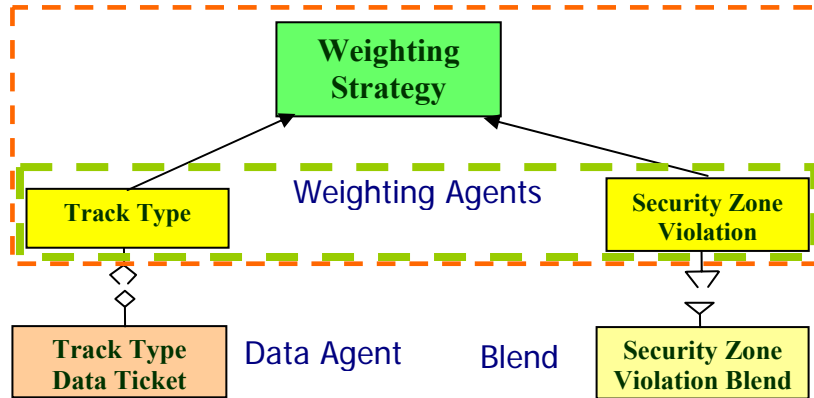 Weighting
Strategy
Weighting Agents
Track Type
Security Zone
Violation
Track Type
Data Ticket
Data Agent
Blend
Security Zone
Violation Blend